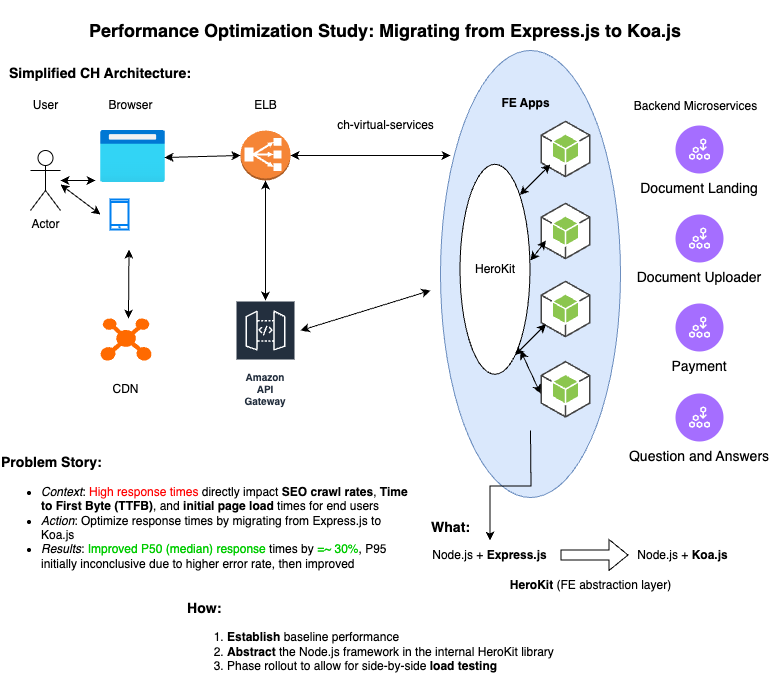 Performance Optimization Study: Migrating from Express.js to Koa.js
Simplified CH Architecture:
User
Browser
ELB
ch-virtual-services
FE Apps
Backend Microservices
Actor
HeroKit
Document Landing
Document Uploader
Payment
Question and Answers
CDN
Amazon
API
Gateway
Problem Story:
• Context: High response times directly impact SEO crawl rates, Time
to First Byte (TTFB), and initial page load times for end users
• Action: Optimize response times by migrating from Express.js to
Koa.js
• Results: Improved P50 (median) response times by =~ 30%, P95
initially inconclusive due to higher error rate, then improved
What:
Node.js + Express.js
Node.js + Koa.js
HeroKit (FE abstraction layer)
How:
1. Establish baseline performance
2. Abstract the Node.js framework in the internal HeroKit library
3. Phase rollout to allow for side-by-side load testing